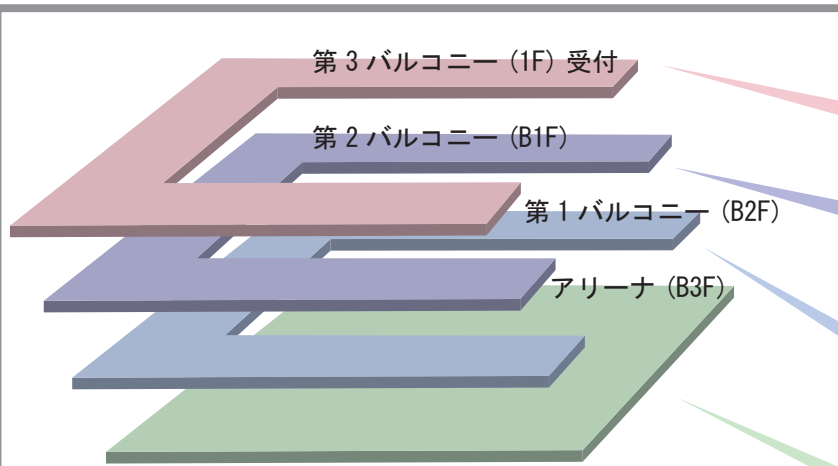 第3バルコニー (1F) 受付
第2バルコニー (B1F)
第1バルコニー (B2F)
アリーナ (B3F)